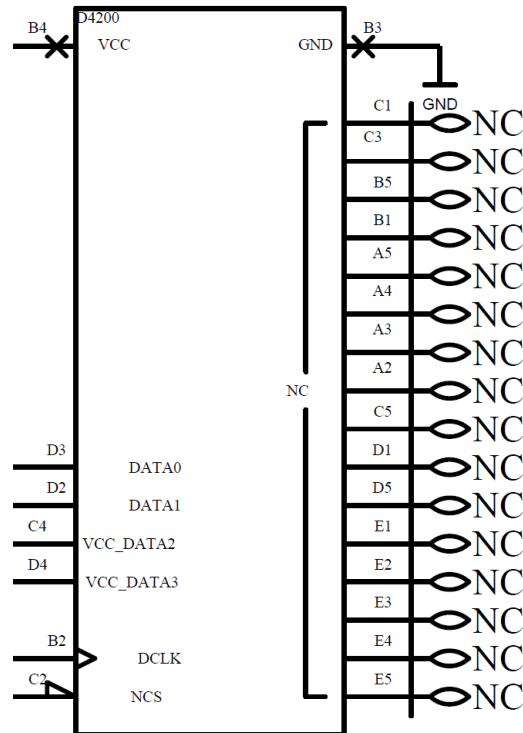 D4200
B4 VCC GND B3
GND
C1 NC
C3 NC
B5 NC
B1 NC
A5 NC
A4 NC
A3 NC
NC A2 NC
C5 NC
D3 DATA0 D1 NC
D2 DATA1 D5 NC
C4 VCC_DATA2 E1 NC
D4 VCC_DATA3 E2 NC
E3 NC
B2 DCLK E4 NC
C2 NCS E5 NC